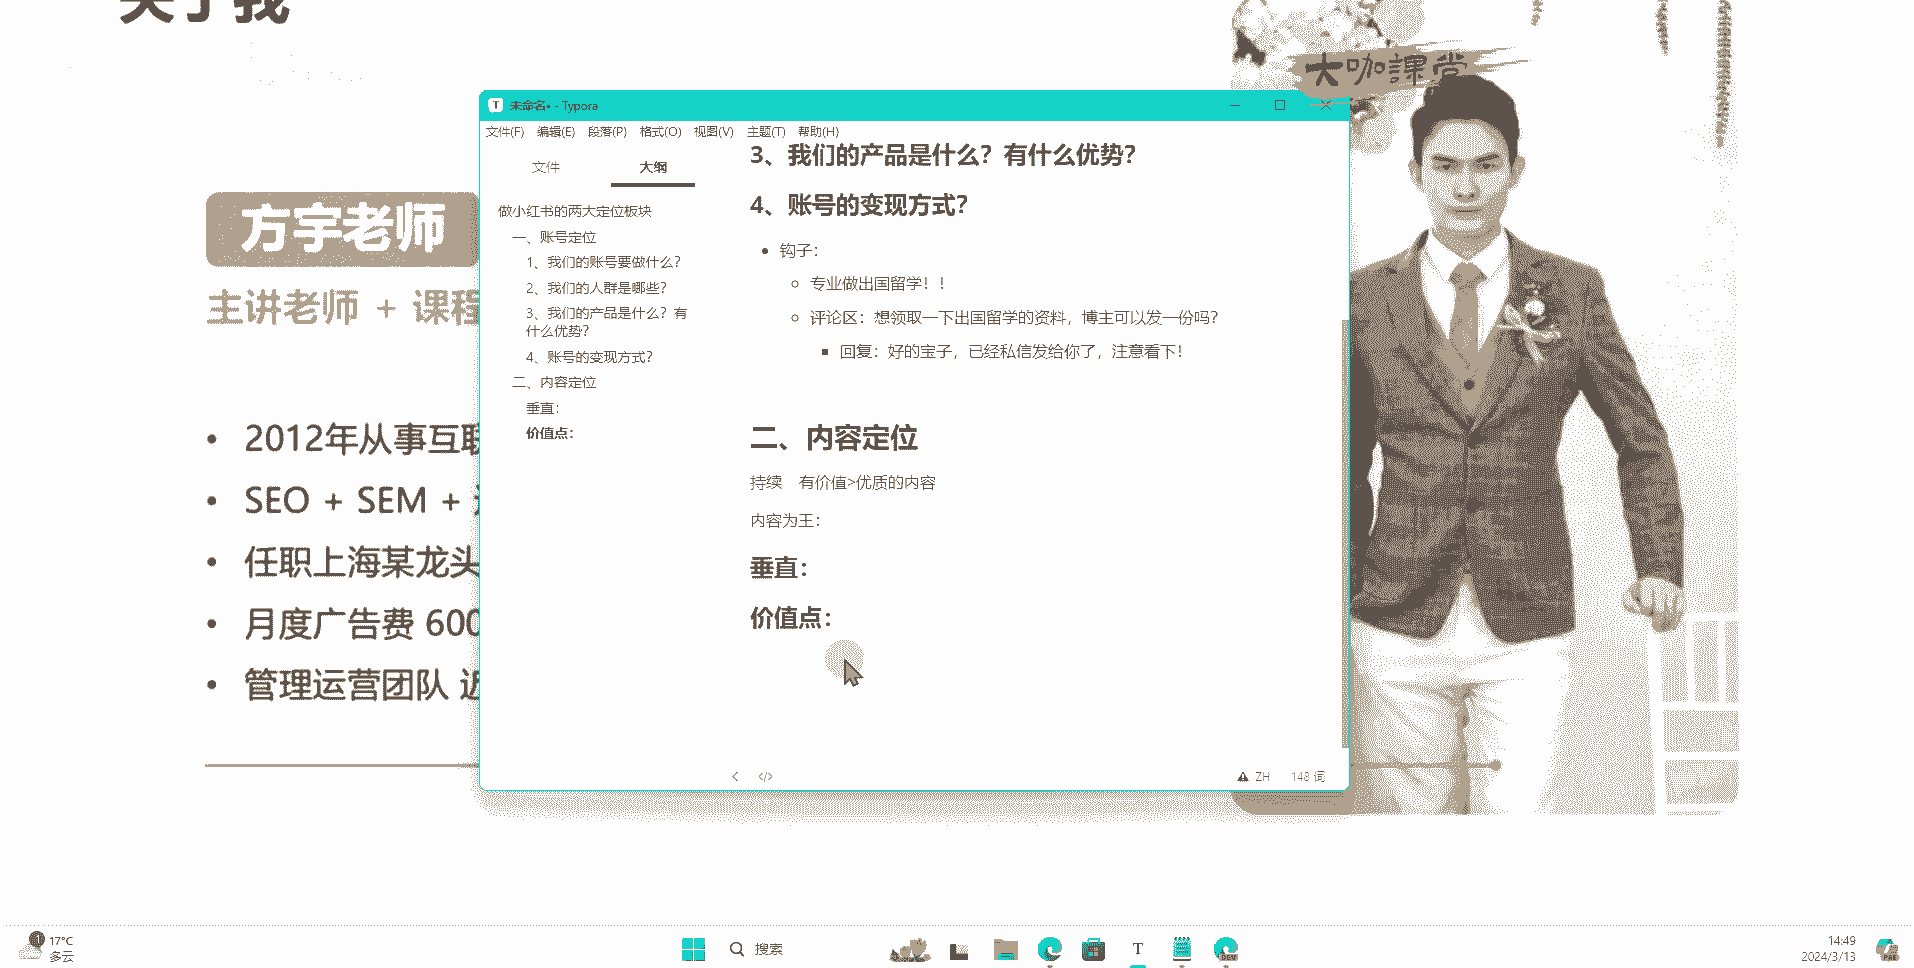 关于我
大咖課堂
未命名• - Typora
文件(F) 编辑(E) 段落(P) 格式(O) 视图(V) 主题(T) 帮助(H)
文件 大纲
做小红书的两大定位板块
一、账号定位
1、我们的账号要做什么？
2、我们的人群是哪些？
3、我们的产品是什么？有
什么优势？
4、账号的变现方式？
二、内容定位
垂直：
价值点：
3、我们的产品是什么？有什么优势？
4、账号的变现方式？
钩子：
专业做出国留学！！
评论区：想领取一下出国留学的资料，博主可以发一份吗？
回复：好的宝子，已经私信发给你了，注意看下！
二、内容定位
持续 有价值>优质的内容
内容为王：
垂直：
价值点：
</> ZH 148 词
方宇老师
主讲老师 + 课程
• 2012年从事互联
• SEO + SEM +
• 任职上海某龙头
• 月度广告费 600
• 管理运营团队 近
1
17°C
多云
搜索
T
DEV
14:49
2024/3/13
PRE